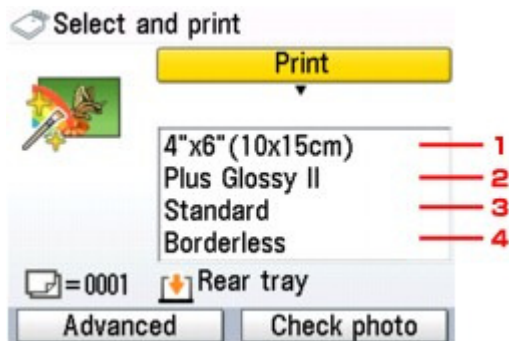 Select and print
Print
4"x6"(10x15cm) 1
Plus Glossy II 2
Standard 3
Borderless 4
=0001 Rear tray
Advanced Check photo